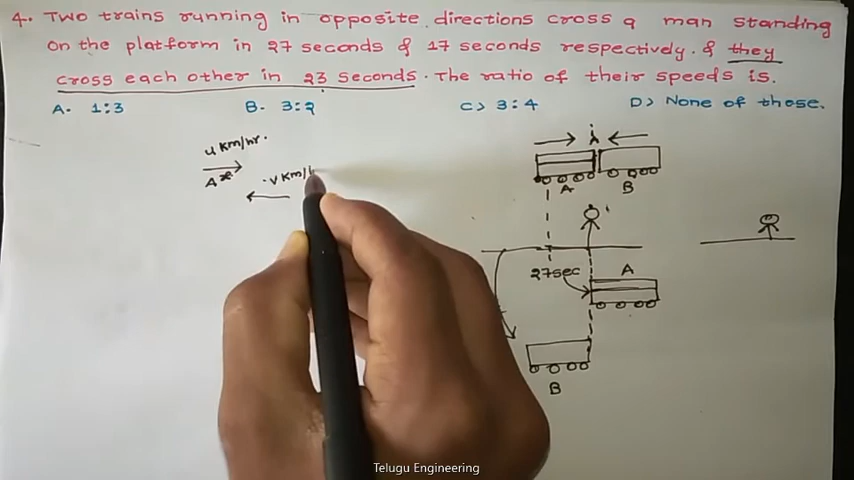 4. Two trains running in opposite directions cross a man standing
on the platform in 27 seconds & 17 seconds respectively. & they
cross each other in 23 seconds. The ratio of their speeds is.
A. 1:3 B. 3:2 C> 3:4 D> None of those.
u km/hr.
A
v km/h
A B
27sec A
B
Telugu Engineering